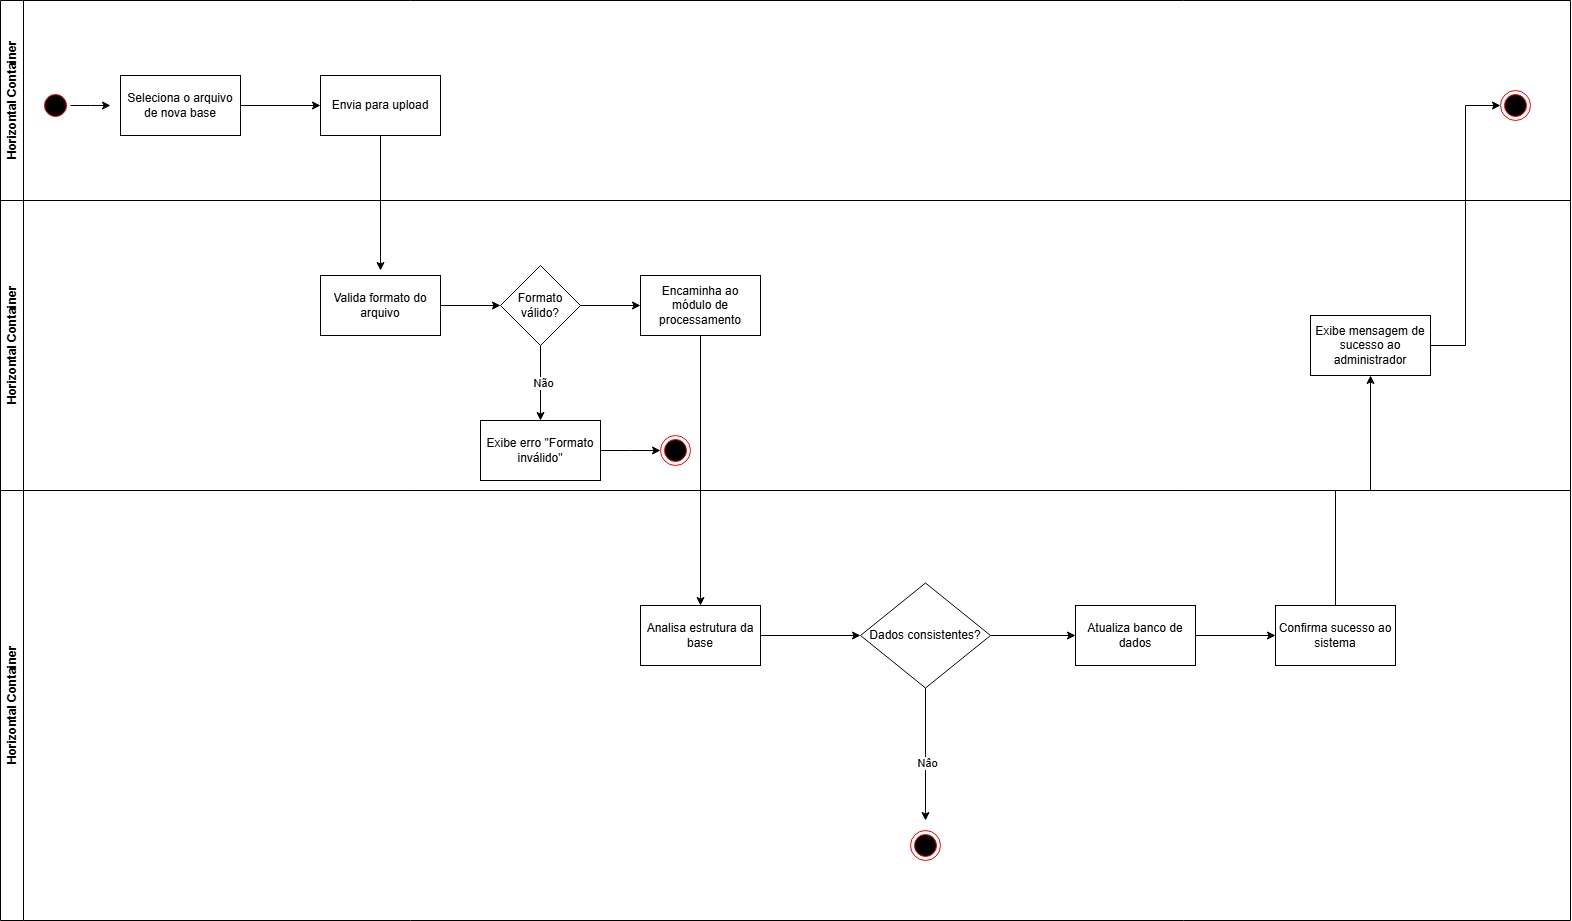 Horizontal Container
Seleciona o arquivo
de nova base
Envia para upload
Horizontal Container
Valida formato do
arquivo
Formato
válido?
Encaminha ao
módulo de
processamento
Não
Exibe erro "Formato
inválido"
Exibe mensagem de
sucesso ao
administrador
Horizontal Container
Analisa estrutura da
base
Dados consistentes?
Atualiza banco de
dados
Confirma sucesso ao
sistema
Não